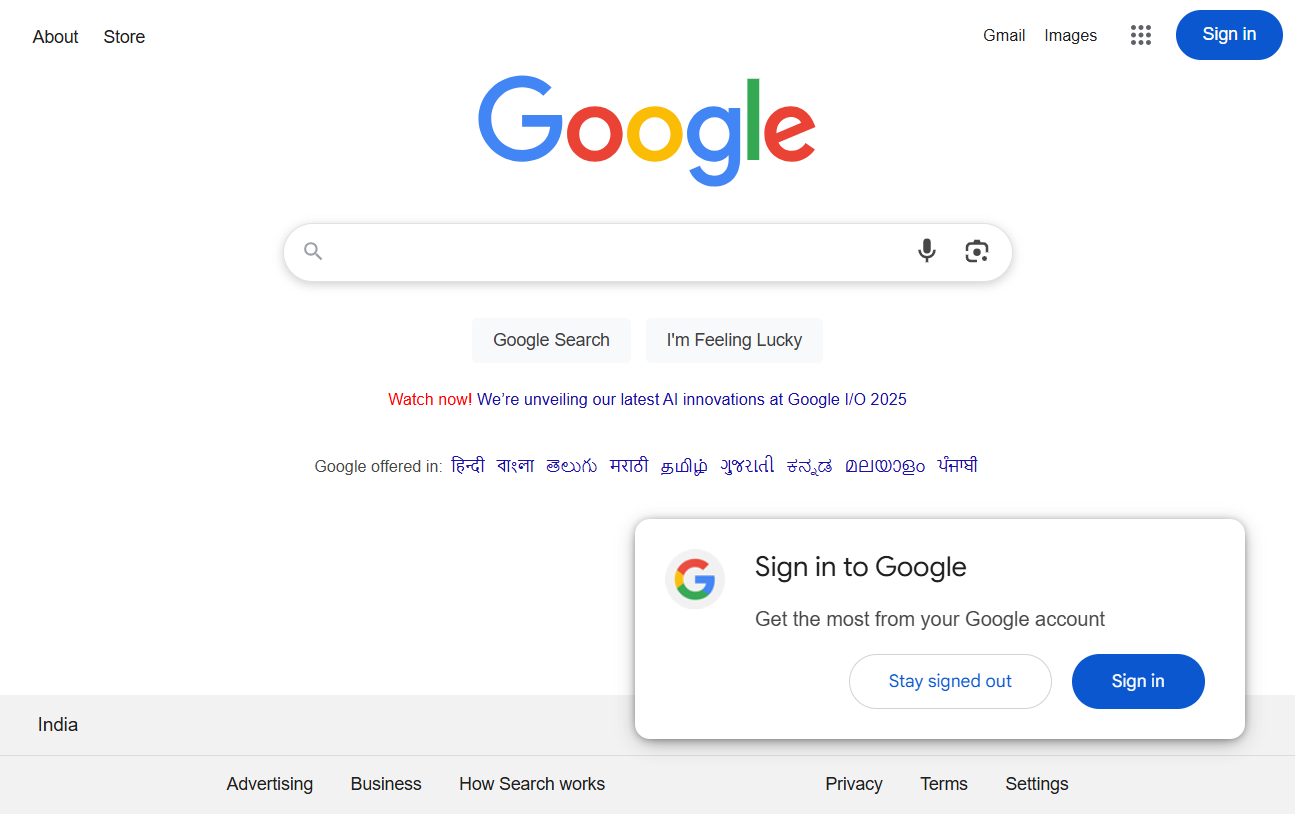 About Store Gmail Images Sign in
Google
Google Search I'm Feeling Lucky
Watch now! We're unveiling our latest AI innovations at Google I/O 2025
Google offered in: हिन्दी বাংলা తెలుగు मराठी தமிழ் ગુજરાતી ಕನ್ನಡ മലയാളം ਪੰਜਾਬੀ
G Sign in to Google
Get the most from your Google account
Stay signed out Sign in
India
Advertising Business How Search works Privacy Terms Settings